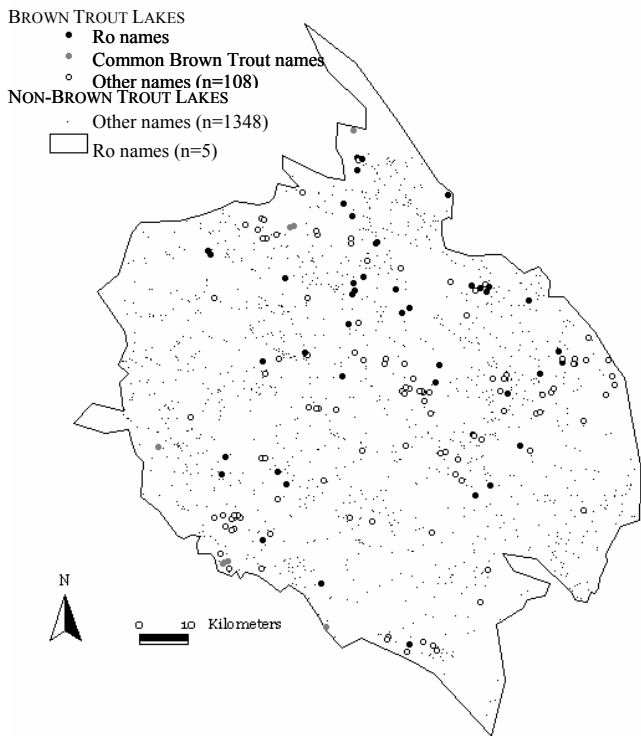 BROWN TROUT LAKES
Ro names
Common Brown Trout names
Other names (n=108)
NON-BROWN TROUT LAKES
Other names (n=1348)
Ro names (n=5)
N
0 10 Kilometers